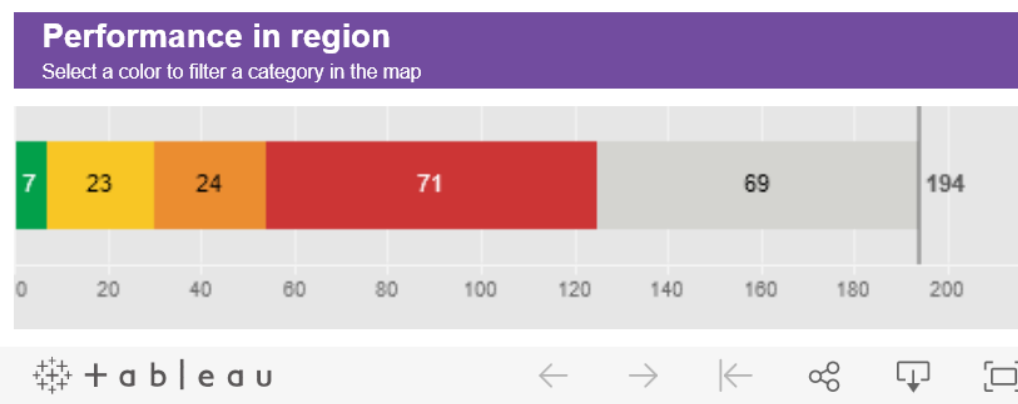 Performance in region
Select a color to filter a category in the map
7 23 24 71 69 194
0 20 40 60 80 100 120 140 160 180 200
+ableau